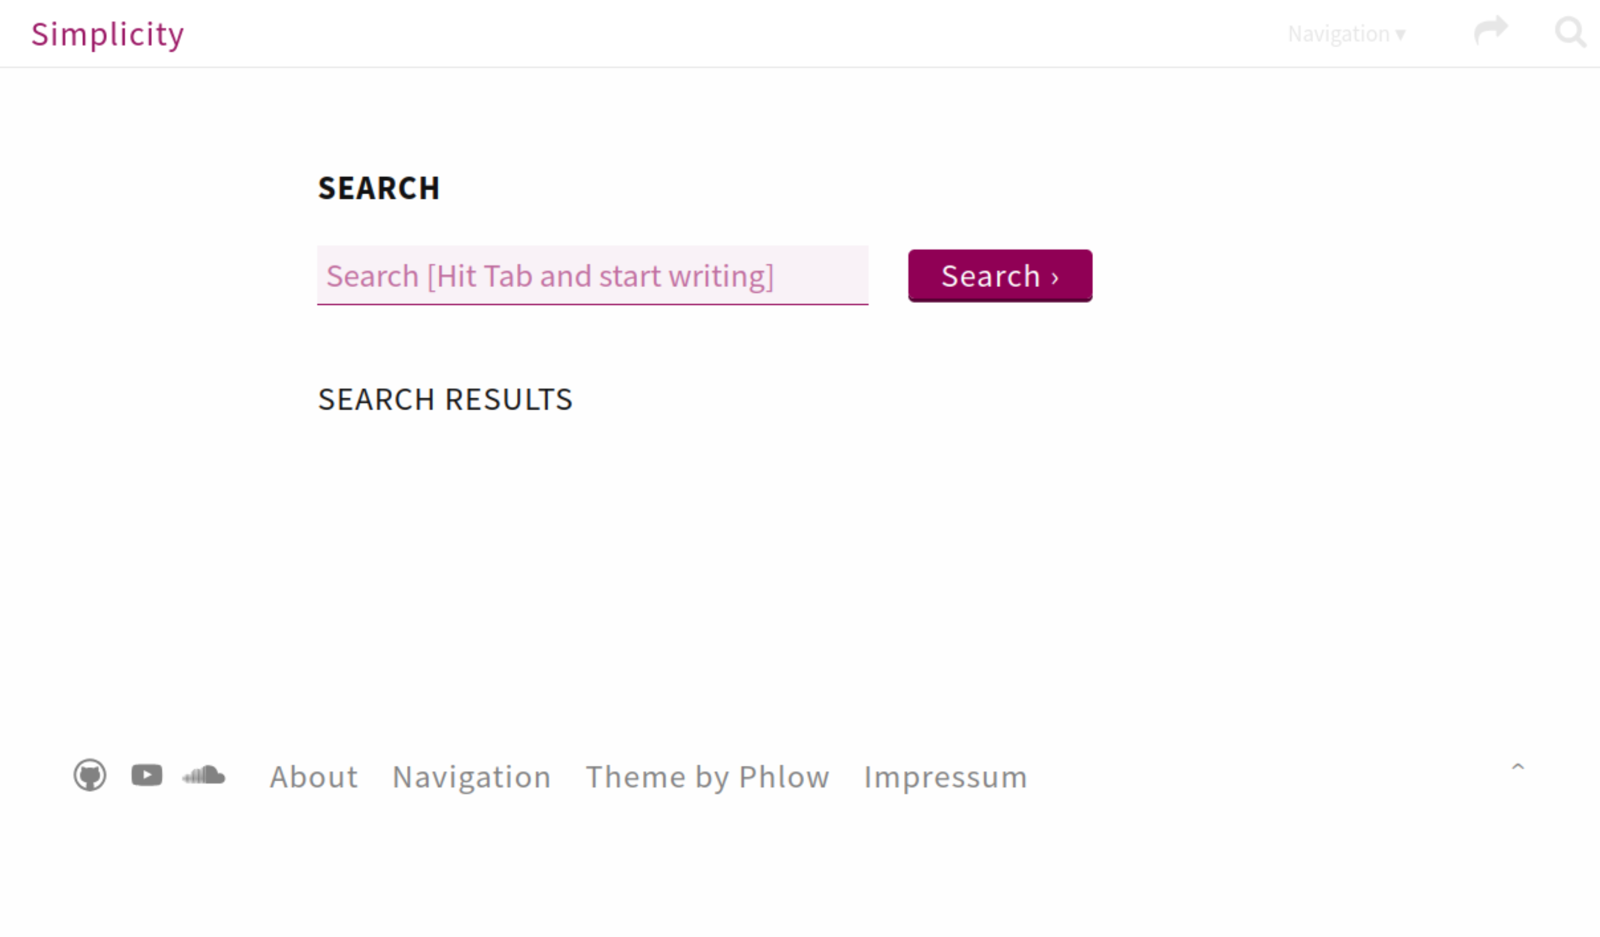 Simplicity
Navigation ▾
SEARCH
Search [Hit Tab and start writing]
Search ›
SEARCH RESULTS
About Navigation Theme by Phlow Impressum